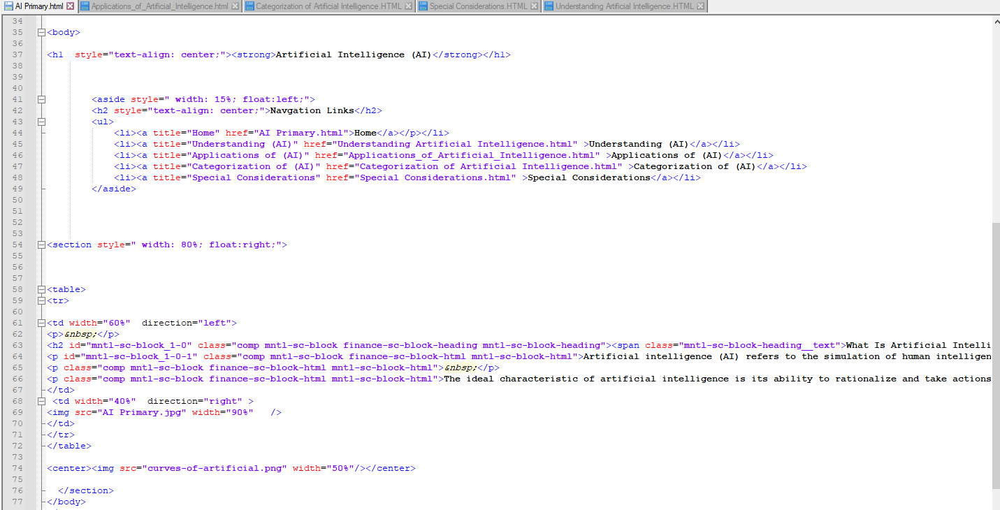 AI Primary.html Applications_of_Artificial_Intelligence.html Categorization of Artificial Intelligence.HTML Special Considerations.HTML Understanding Artificial Intelligence.HTML
34
35 <body>
36
37 <h1  style="text-align: center;"><strong>Artificial Intelligence (AI)</strong></h1>
38
39
40
41 <aside style=" width: 15%; float:left;">
42 <h2 style="text-align: center;">Navgation Links</h2>
43 <ul>
44 <li><a title="Home" href="AI Primary.html">Home</a></p></li>
45 <li><a title="Understanding (AI)" href="Understanding Artificial Intelligence.html" >Understanding (AI)</a></li>
46 <li><a title="Applications of (AI)" href="Applications_of_Artificial_Intelligence.html" >Applications of (AI)</a></li>
47 <li><a title="Categorization of (AI)" href="Categorization of Artificial Intelligence.html" >Categorization of (AI)</a></li>
48 <li><a title="Special Considerations" href="Special Considerations.html" >Special Considerations</a></li>
49 </aside>
50
51
52
53
54 <section style=" width: 80%; float:right;">
55
56
57
58 <table>
59 <tr>
60
61 <td width="60%"  direction="left">
62 <p>&nbsp;</p>
63 <h2 id="mntl-sc-block_1-0" class="comp mntl-sc-block finance-sc-block-heading mntl-sc-block-heading"><span class="mntl-sc-block-heading__text">What Is Artificial Intelli
64 <p id="mntl-sc-block_1-0-1" class="comp mntl-sc-block finance-sc-block-html mntl-sc-block-html">Artificial intelligence (AI) refers to the simulation of human intelligen
65 <p class="comp mntl-sc-block finance-sc-block-html mntl-sc-block-html">&nbsp;</p>
66 <p class="comp mntl-sc-block finance-sc-block-html mntl-sc-block-html">The ideal characteristic of artificial intelligence is its ability to rationalize and take actions
67 </td>
68 <td width="40%"  direction="right" >
69 <img src="AI Primary.jpg" width="90%"   />
70 </td>
71 </tr>
72 </table>
73
74 <center><img src="curves-of-artificial.png" width="50%"/></center>
75
76 </section>
77 </body>